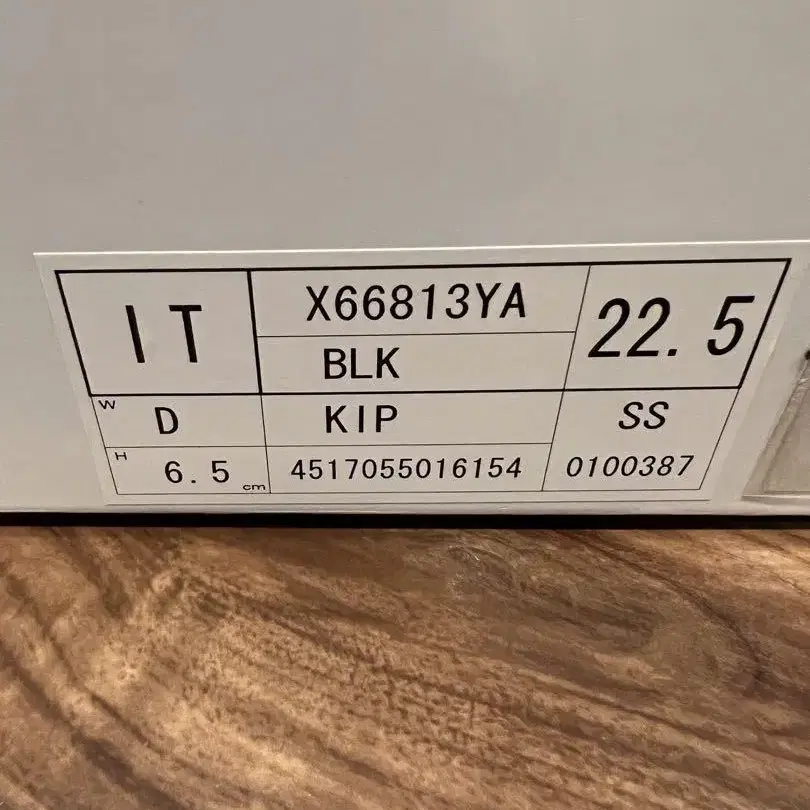 IT
X66813YA
22.5
BLK
W D
KIP
SS
H 6.5 cm
4517055016154
0100387